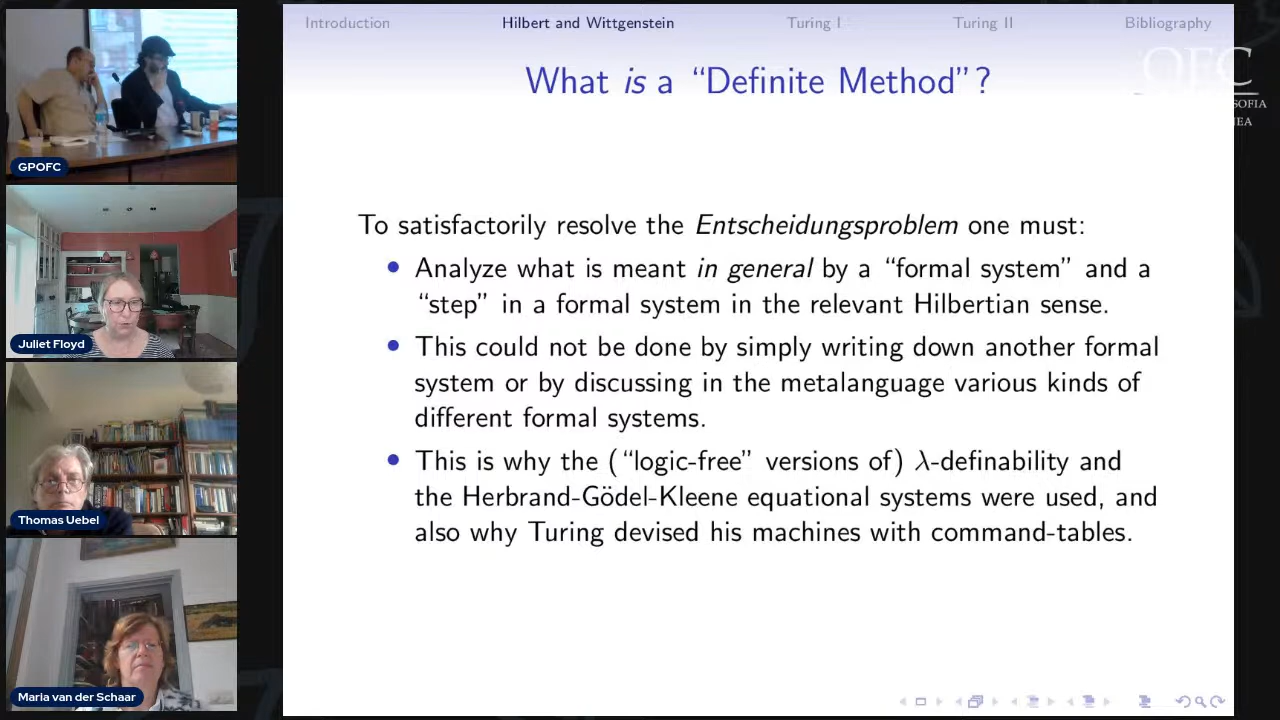 Introduction
Hilbert and Wittgenstein
Turing I
Turing II
Bibliography
What is a “Definite Method”?
To satisfactorily resolve the Entscheidungsproblem one must:
• Analyze what is meant in general by a “formal system” and a
“step” in a formal system in the relevant Hilbertian sense.
• This could not be done by simply writing down another formal
system or by discussing in the metalanguage various kinds of
different formal systems.
• This is why the (“logic-free” versions of) λ-definability and
the Herbrand-Gödel-Kleene equational systems were used, and
also why Turing devised his machines with command-tables.
GPOFC
Juliet Floyd
Thomas Uebel
Maria van der Schaar